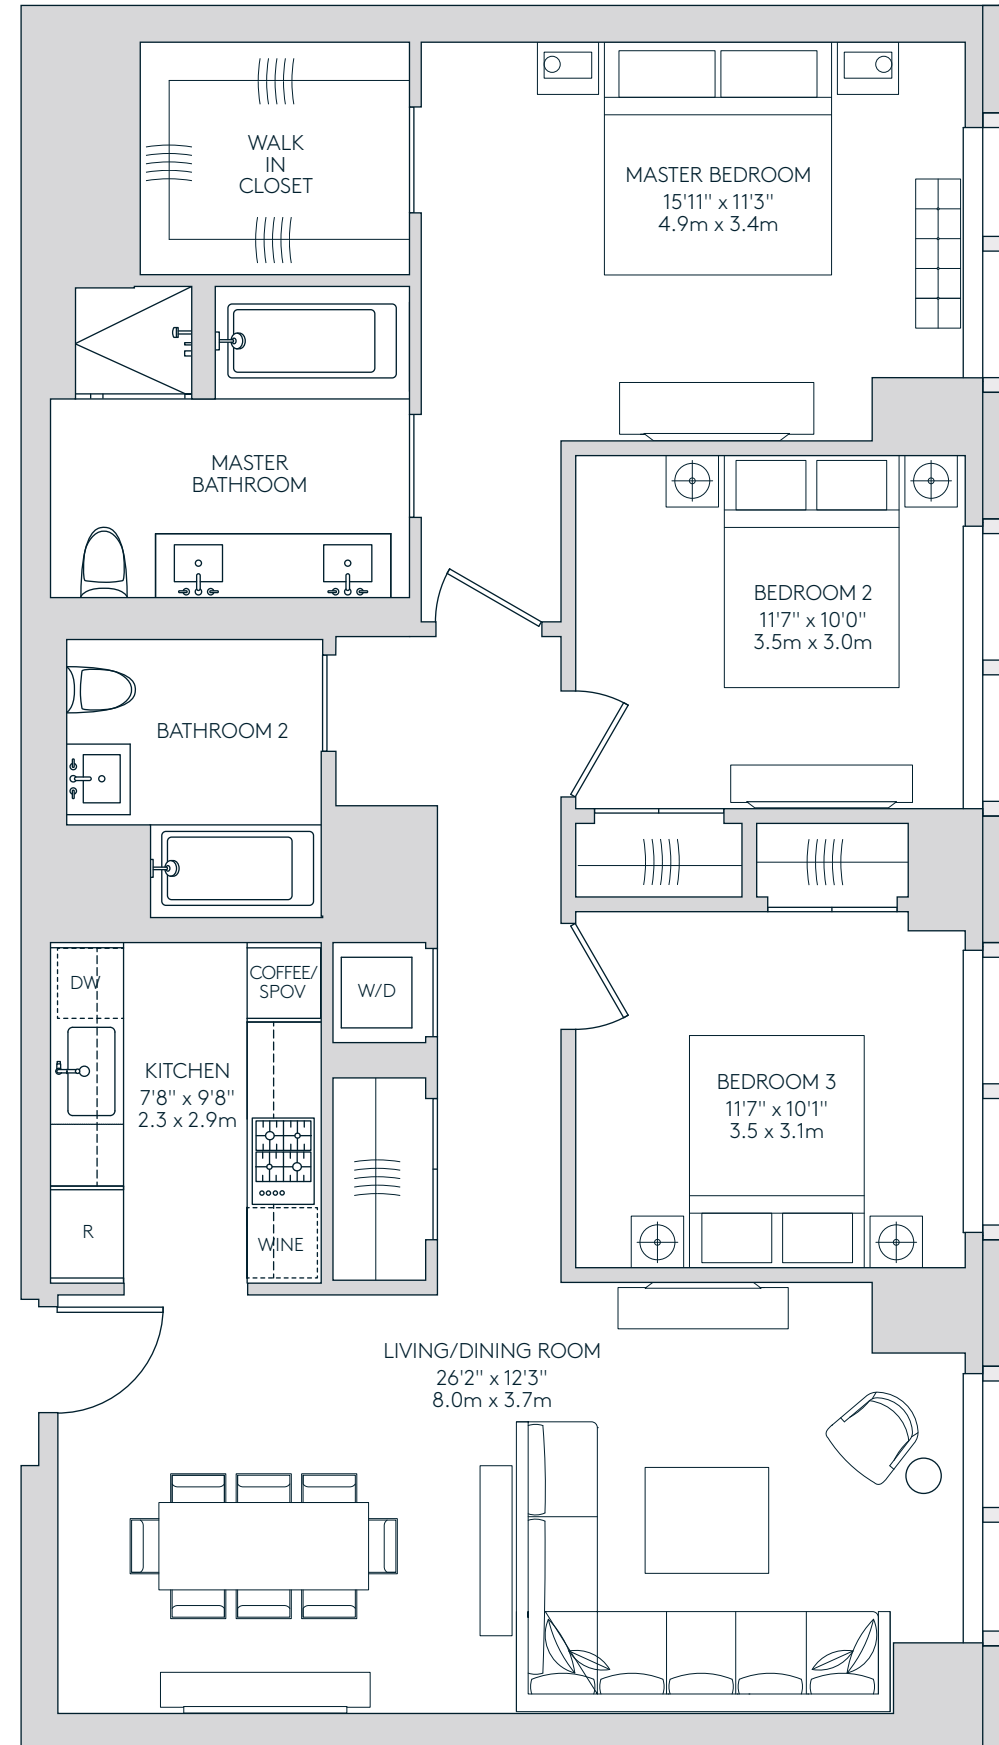 WALK
IN
CLOSET
MASTER BEDROOM
15'11" x 11'3"
4.9m x 3.4m
MASTER
BATHROOM
BEDROOM 2
11'7" x 10'0"
3.5m x 3.0m
BATHROOM 2
DW
COFFEE/
SPOV
W/D
KITCHEN
7'8" x 9'8"
2.3 x 2.9m
BEDROOM 3
11'7" x 10'1"
3.5 x 3.1m
R
WINE
LIVING/DINING ROOM
26'2" x 12'3"
8.0m x 3.7m